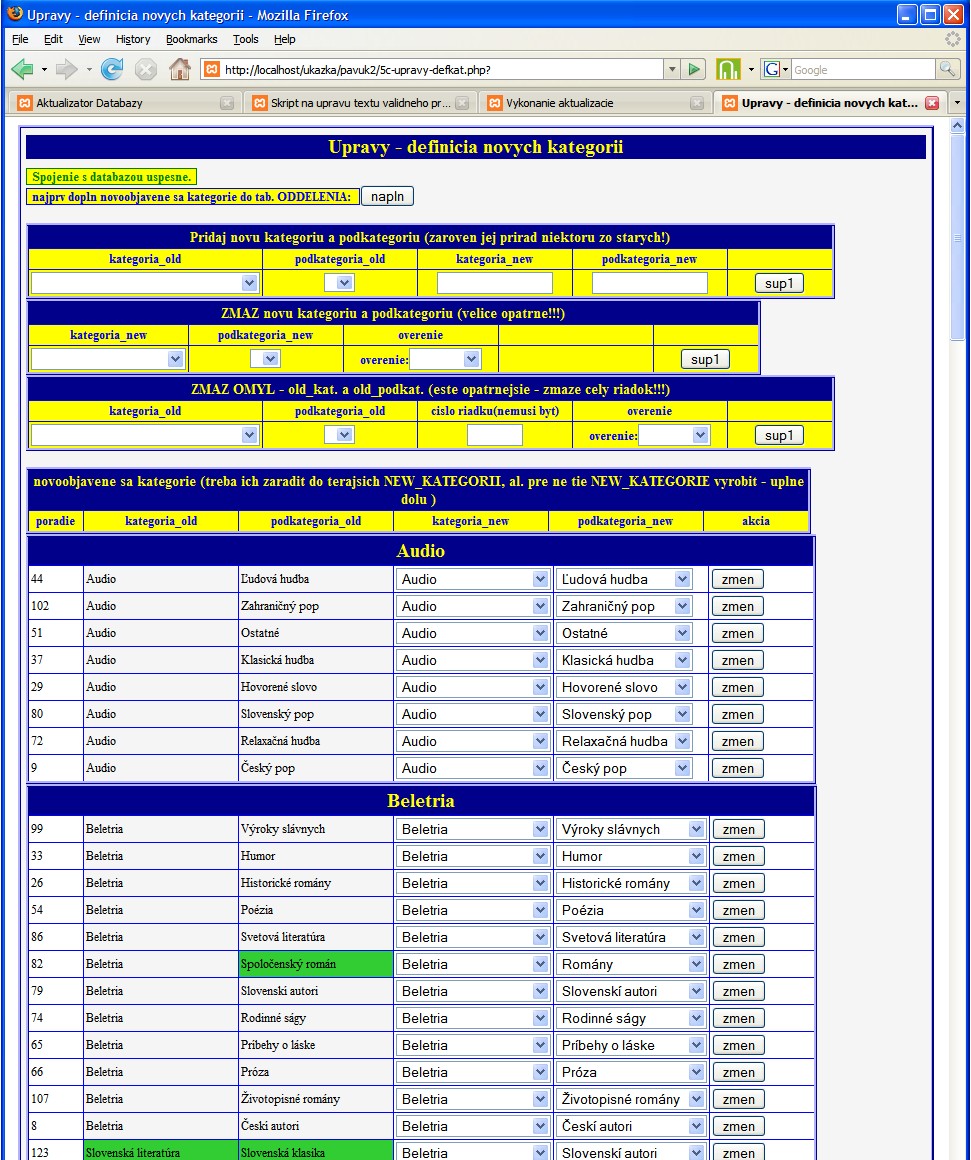 Upravy - definicia novych kategorii - Mozilla Firefox
File Edit View History Bookmarks Tools Help
http://localhost/ukazka/pavuk2/5c-upravy-defkat.php? Google
Aktualizator Databazy Skript na upravu textu validneho pr... Vykonanie aktualizacie Upravy - definicia novych kat...
Upravy - definicia novych kategorii
Spojenie s databazou uspesne.
najprv dopln novoobjavene sa kategorie do tab. ODDELENIA: napln
Pridaj novu kategoriu a podkategoriu (zaroven jej prirad niektoru zo starych!)
kategoria_old podkategoria_old kategoria_new podkategoria_new
sup1
ZMAZ novu kategoriu a podkategoriu (velice opatrne!!!)
kategoria_new podkategoria_new overenie
overenie: sup1
ZMAZ OMYL - old_kat. a old_podkat. (este opatrnejsie - zmaze cely riadok!!!)
kategoria_old podkategoria_old cislo riadku(nemusi byt) overenie
overenie: sup1
novoobjavene sa kategorie (treba ich zaradit do terajsich NEW_KATEGORII, al. pre ne tie NEW_KATEGORIE vyrobit - uplne
dolu )
poradie kategoria_old podkategoria_old kategoria_new podkategoria_new akcia
Audio
44 Audio Ľudová hudba Audio Ľudová hudba zmen
102 Audio Zahraničný pop Audio Zahraničný pop zmen
51 Audio Ostatné Audio Ostatné zmen
37 Audio Klasická hudba Audio Klasická hudba zmen
29 Audio Hovorené slovo Audio Hovorené slovo zmen
80 Audio Slovenský pop Audio Slovenský pop zmen
72 Audio Relaxačná hudba Audio Relaxačná hudba zmen
9 Audio Český pop Audio Český pop zmen
Beletria
99 Beletria Výroky slávnych Beletria Výroky slávnych zmen
33 Beletria Humor Beletria Humor zmen
26 Beletria Historické romány Beletria Historické romány zmen
54 Beletria Poézia Beletria Poézia zmen
86 Beletria Svetová literatúra Beletria Svetová literatúra zmen
82 Beletria Spoločenský román Beletria Romány zmen
79 Beletria Slovenskí autori Beletria Slovenskí autori zmen
74 Beletria Rodinné ságy Beletria Rodinné ságy zmen
65 Beletria Príbehy o láske Beletria Príbehy o láske zmen
66 Beletria Próza Beletria Próza zmen
107 Beletria Životopisné romány Beletria Životopisné romány zmen
8 Beletria Českí autori Beletria Českí autori zmen
123 Slovenská literatúra Slovenská klasika Beletria Slovenskí autori zmen